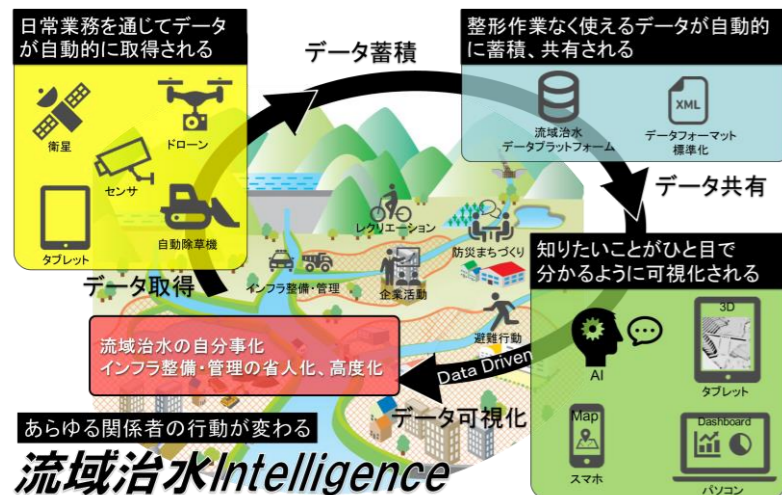 日常業務を通じてデータ
が自動的に取得される
衛星
ドローン
センサ
タブレット
自動除草機
データ取得
データ蓄積
整形作業なく使えるデータが自動的
に蓄積、共有される
流域治水
データプラットフォーム
XML
データフォーマット
標準化
データ共有
レクリエーション
防災まちづくり
インフラ整備・管理
企業活動
避難行動
知りたいことがひと目で
分かるように可視化される
AI
3D
タブレット
Map
スマホ
Dashboard
パソコン
Data Driven
データ可視化
流域治水の自分事化
インフラ整備・管理の省人化、高度化
あらゆる関係者の行動が変わる
流域治水Intelligence